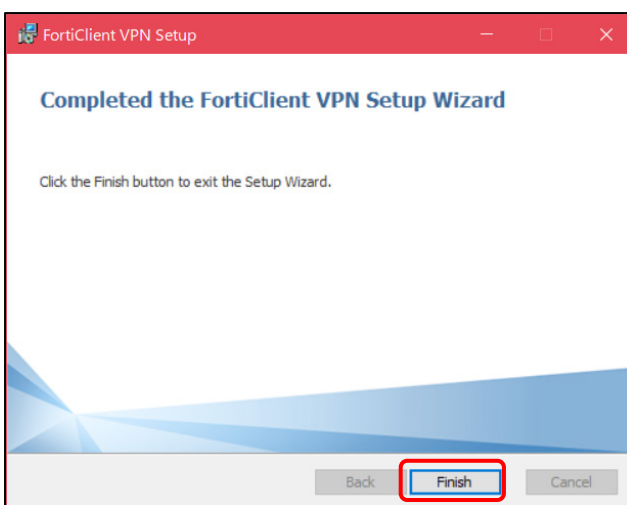 FortiClient VPN Setup
Completed the FortiClient VPN Setup Wizard
Click the Finish button to exit the Setup Wizard.
Back Finish Cancel